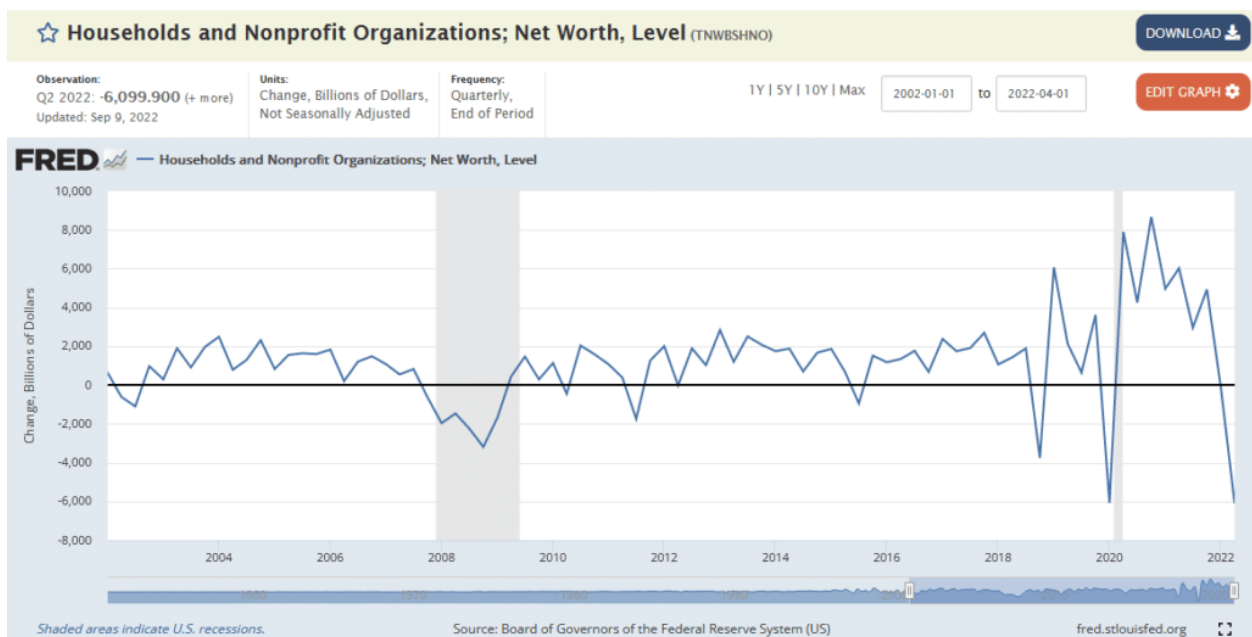 Households and Nonprofit Organizations; Net Worth, Level (TNWBSHNO)
DOWNLOAD
Observation:
Q2 2022: -6,099.900 (+ more)
Updated: Sep 9, 2022
Units:
Change, Billions of Dollars,
Not Seasonally Adjusted
Frequency:
Quarterly,
End of Period
1Y | 5Y | 10Y | Max
2002-01-01 to 2022-04-01
EDIT GRAPH
FRED
Households and Nonprofit Organizations; Net Worth, Level
Change, Billions of Dollars
10,000
8,000
6,000
4,000
2,000
0
-2,000
-4,000
-6,000
-8,000
2004 2006 2008 2010 2012 2014 2016 2018 2020 2022
1960 1970 1980 1990
Shaded areas indicate U.S. recessions.
Source: Board of Governors of the Federal Reserve System (US)
fred.stlouisfed.org